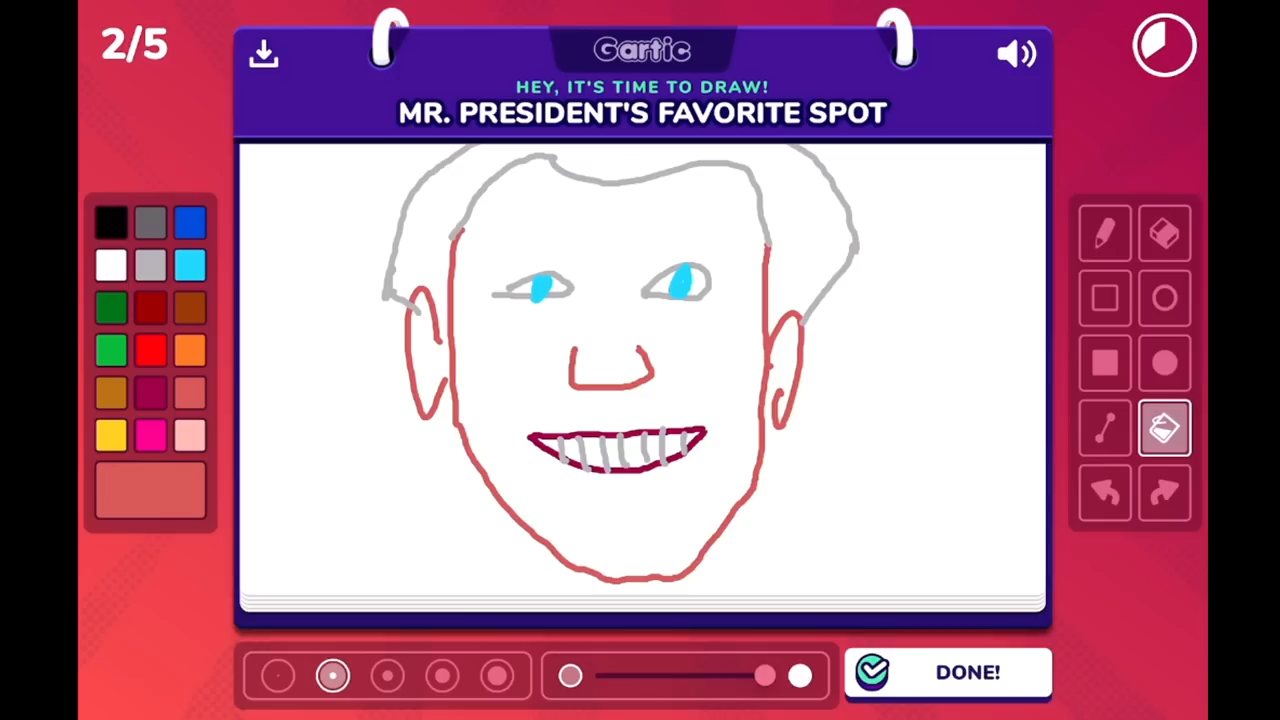 2/5
Gartic
HEY, IT'S TIME TO DRAW!
MR. PRESIDENT'S FAVORITE SPOT
DONE!